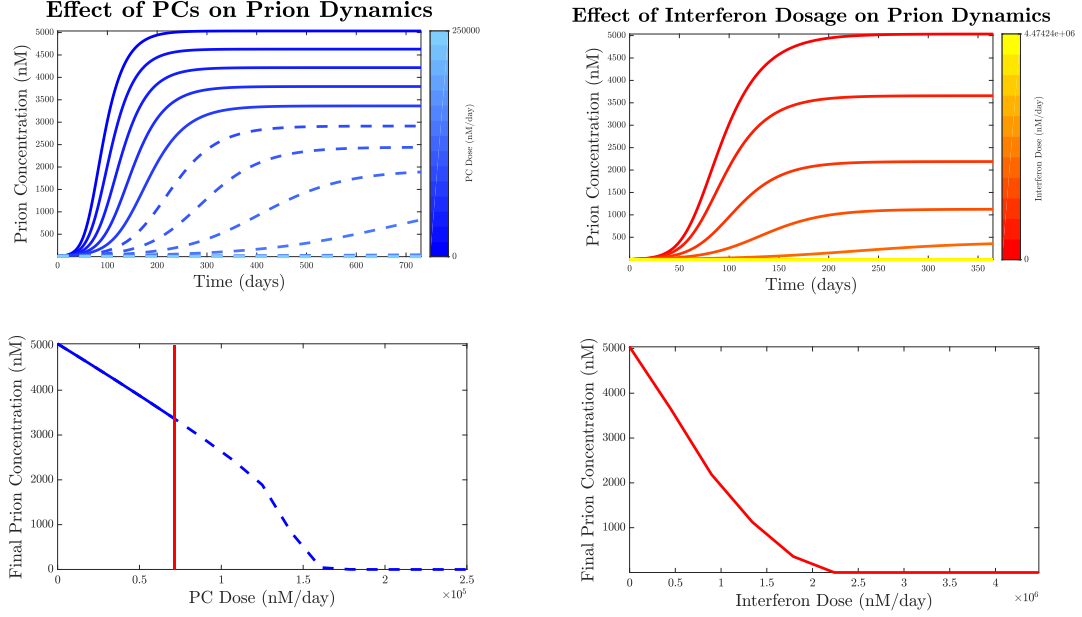 Effect of PCs on Prion Dynamics
Prion Concentration (nM)
5000
4500
4000
3500
3000
2500
2000
1500
1000
500
0 100 200 300 400 500 600 700
Time (days)
250000
PC Dose (nM/day)
0
Effect of Interferon Dosage on Prion Dynamics
Prion Concentration (nM)
5000
4500
4000
3500
3000
2500
2000
1500
1000
500
0 50 100 150 200 250 300 350
Time (days)
4.47424e+06
Interferon Dose (nM/day)
0
Final Prion Concentration (nM)
5000
4000
3000
2000
1000
0
0 0.5 1 1.5 2 2.5
PC Dose (nM/day)
×10⁵
Final Prion Concentration (nM)
5000
4000
3000
2000
1000
0 0.5 1 1.5 2 2.5 3 3.5 4
Interferon Dose (nM/day)
×10⁶